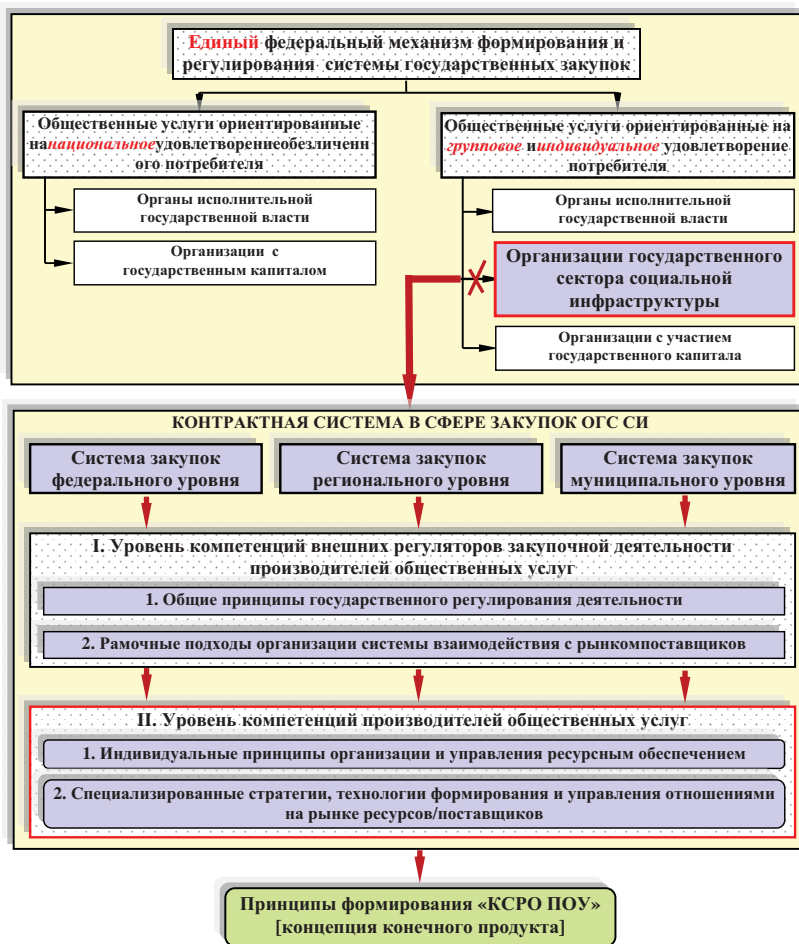 Единый федеральный механизм формирования и
регулирования системы государственных закупок
Общественные услуги ориентированные
нанациональноеудовлетворениеобезличенн
ого потребителя
Органы исполнительной
государственной власти
Организации с
государственным капиталом
Общественные услуги ориентированные на
групповое ииндивидуальное удовлетворение
потребителя
Органы исполнительной
государственной власти
Организации государственного
сектора социальной
инфраструктуры
Организации с участием
государственного капитала
КОНТРАКТНАЯ СИСТЕМА В СФЕРЕ ЗАКУПОК ОГС СИ
Система закупок
федерального уровня
Система закупок
регионального уровня
Система закупок
муниципального уровня
I. Уровень компетенций внешних регуляторов закупочной деятельности
производителей общественных услуг
1. Общие принципы государственного регулирования деятельности
2. Рамочные подходы организации системы взаимодействия с рынкомпоставщиков
II. Уровень компетенций производителей общественных услуг
1. Индивидуальные принципы организации и управления ресурсным обеспечением
2. Специализированные стратегии, технологии формирования и управления отношениями
на рынке ресурсов/поставщиков
Принципы формирования «КСРО ПОУ»
[концепция конечного продукта]